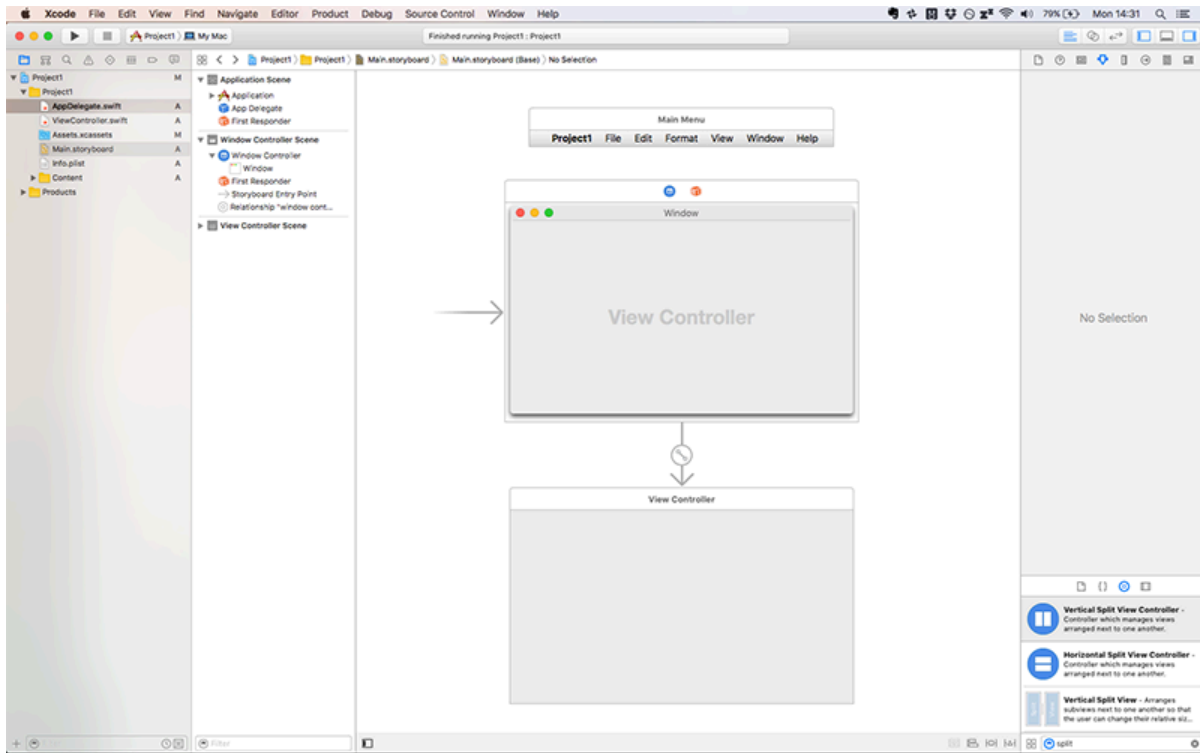 Xcode File Edit View Find Navigate Editor Product Debug Source Control Window Help 79% Mon 14:31
Project1 My Mac Finished running Project1 : Project1
Project1 Project1 Main.storyboard Main.storyboard (Base) No Selection
Project1 M
Project1
AppDelegate.swift A
ViewController.swift A
Assets.xcassets M
Main.storyboard A
Info.plist A
Content A
Products
Application Scene
Application
App Delegate
First Responder
Window Controller Scene
Window Controller
Window
First Responder
Storyboard Entry Point
Relationship "window cont...
View Controller Scene
Main Menu
Project1 File Edit Format View Window Help
Window
View Controller
View Controller
No Selection
Vertical Split View Controller -
Controller which manages views
arranged next to one another.
Horizontal Split View Controller -
Controller which manages views
arranged next to one another.
Vertical Split View - Arranges
subviews next to one another so that
the user can change their relative siz...
Filter
split